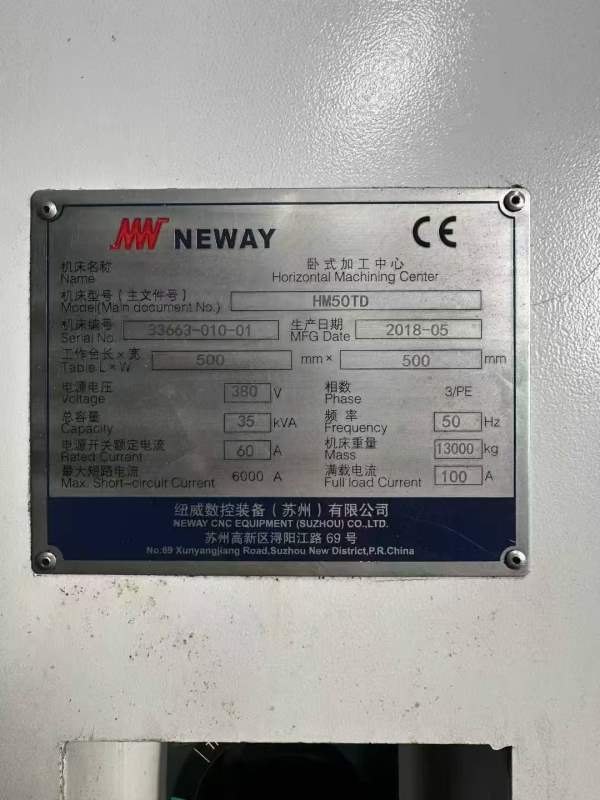 NEWAY CE
机床名称 卧式加工中心
Name Horizontal Machining Center
机床型号(主文件号) HM50TD
Model(Main document No.)
机床编号 33663-010-01 生产日期 2018-05
Serial No. MFG Date
工作台长×宽 500 mm× 500 mm
Table L×W
电源电压 380 V 相数 3/PE
Voltage Phase
总容量 35 kVA 频率 50 Hz
Capacity Frequency
电源开关额定电流 60 A 机床重量 13000 kg
Rated Current Mass
最大短路电流 6000 A 满载电流 100 A
Max. Short-circuit Current Full load Current
纽威数控装备(苏州)有限公司
NEWAY CNC EQUIPMENT (SUZHOU) CO.,LTD.
苏州高新区浔阳江路 69 号
No.69 Xunyangjiang Road,Suzhou New District,P.R.China